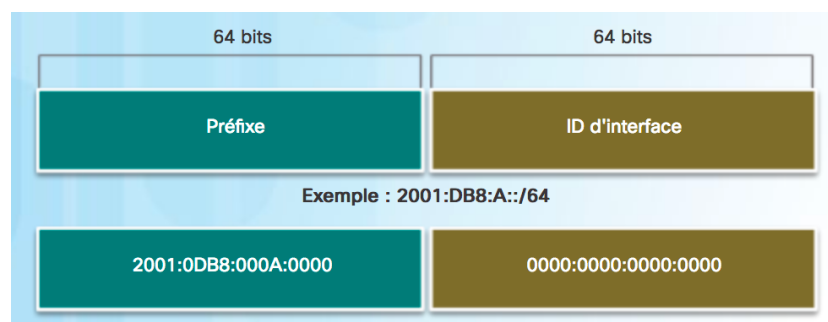 64 bits 64 bits
Préfixe ID d'interface
Exemple : 2001:DB8:A::/64
2001:0DB8:000A:0000 0000:0000:0000:0000